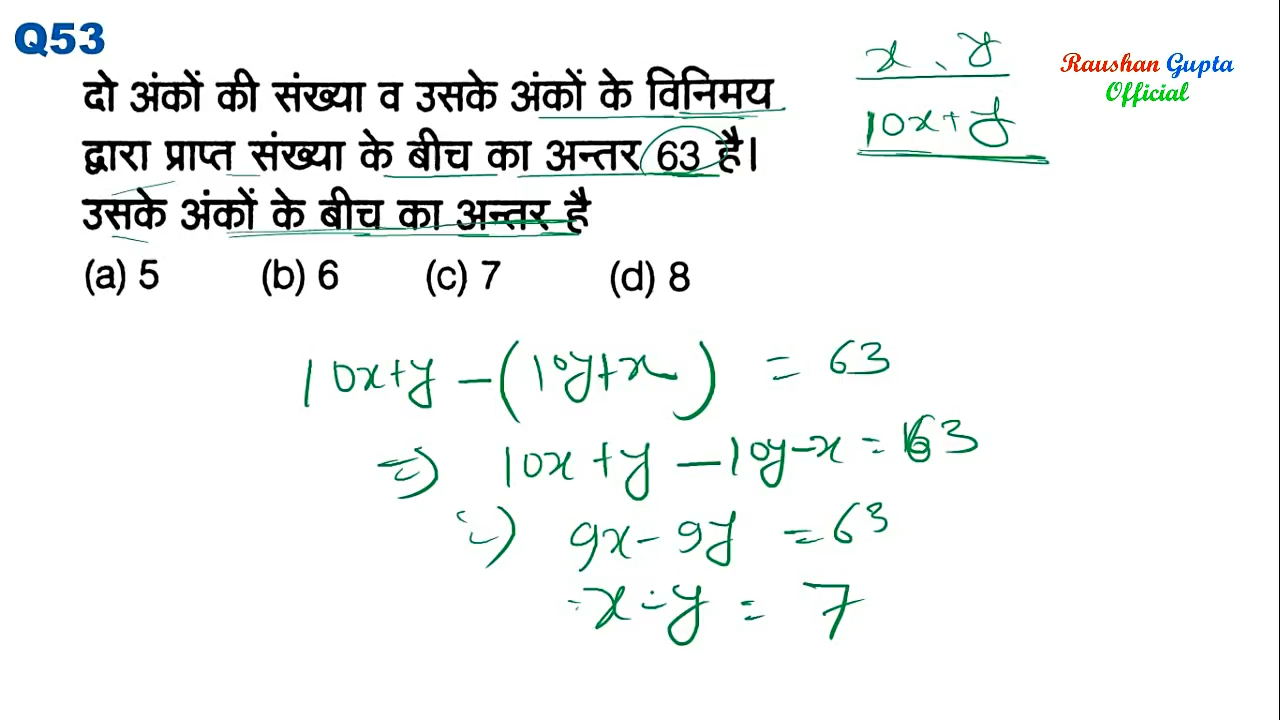 Q53
दो अंकों की संख्या व उसके अंकों के विनिमय
द्वारा प्राप्त संख्या के बीच का अन्तर 63 है।
उसके अंकों के बीच का अन्तर है
(a) 5 (b) 6 (c) 7 (d) 8
x, y
10x+y
Raushan Gupta
Official
10x+y-(10y+x) = 63
=) 10x+y-10y-x=63
=) 9x-9y=63
x-y=7